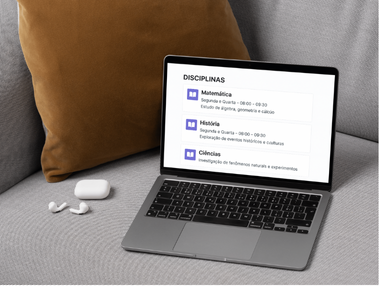 DISCIPLINAS
Matemática
Segunda e Quarta - 08:00 - 09:30
Estudo de álgebra, geometria e cálculo
História
Segunda e Quarta - 08:00 - 09:30
Exploração de eventos históricos e culturas
Ciências
Investigação de fenômenos naturais e experimentos